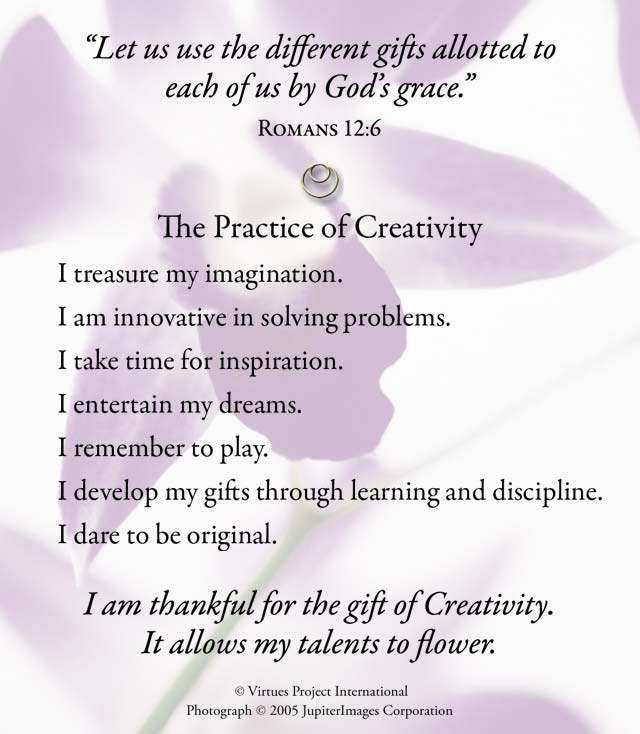 “Let us use the different gifts allotted to
each of us by God’s grace.”
Romans 12:6
The Practice of Creativity
I treasure my imagination.
I am innovative in solving problems.
I take time for inspiration.
I entertain my dreams.
I remember to play.
I develop my gifts through learning and discipline.
I dare to be original.
I am thankful for the gift of Creativity.
It allows my talents to flower.
© Virtues Project International
Photograph © 2005 JupiterImages Corporation